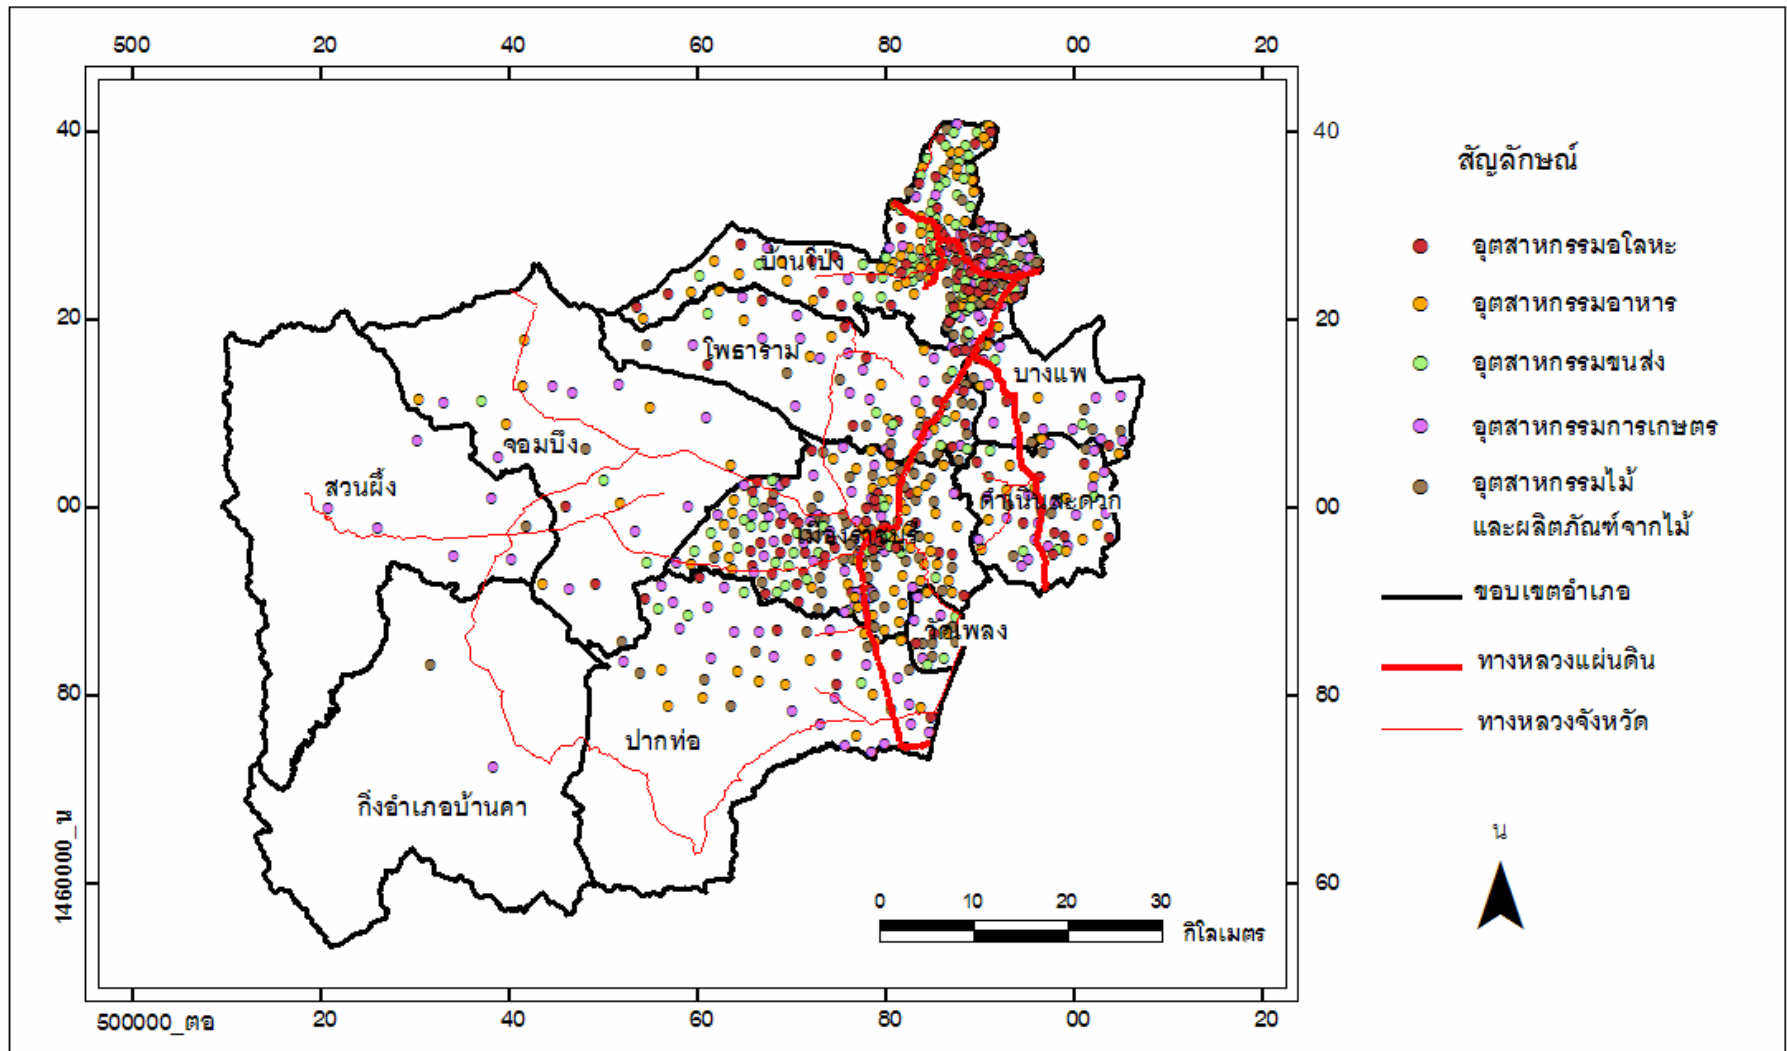 500 20 40 60 80 00 20
40 40
20 20
00 00
80 80
1460000_น 60
500000_ตอ 20 40 60 80 00 20
บ้านโป่ง
โพธาราม
บางแพ
จอมบึง
สวนผึ้ง
ดำเนินสะดวก
เมืองราชบุรี
วัดเพลง
ปากท่อ
กิ่งอำเภอบ้านคา
0 10 20 30
กิโลเมตร
สัญลักษณ์
อุตสาหกรรมอโลหะ
อุตสาหกรรมอาหาร
อุตสาหกรรมขนส่ง
อุตสาหกรรมการเกษตร
อุตสาหกรรมไม้
และผลิตภัณฑ์จากไม้
ขอบเขตอำเภอ
ทางหลวงแผ่นดิน
ทางหลวงจังหวัด
น